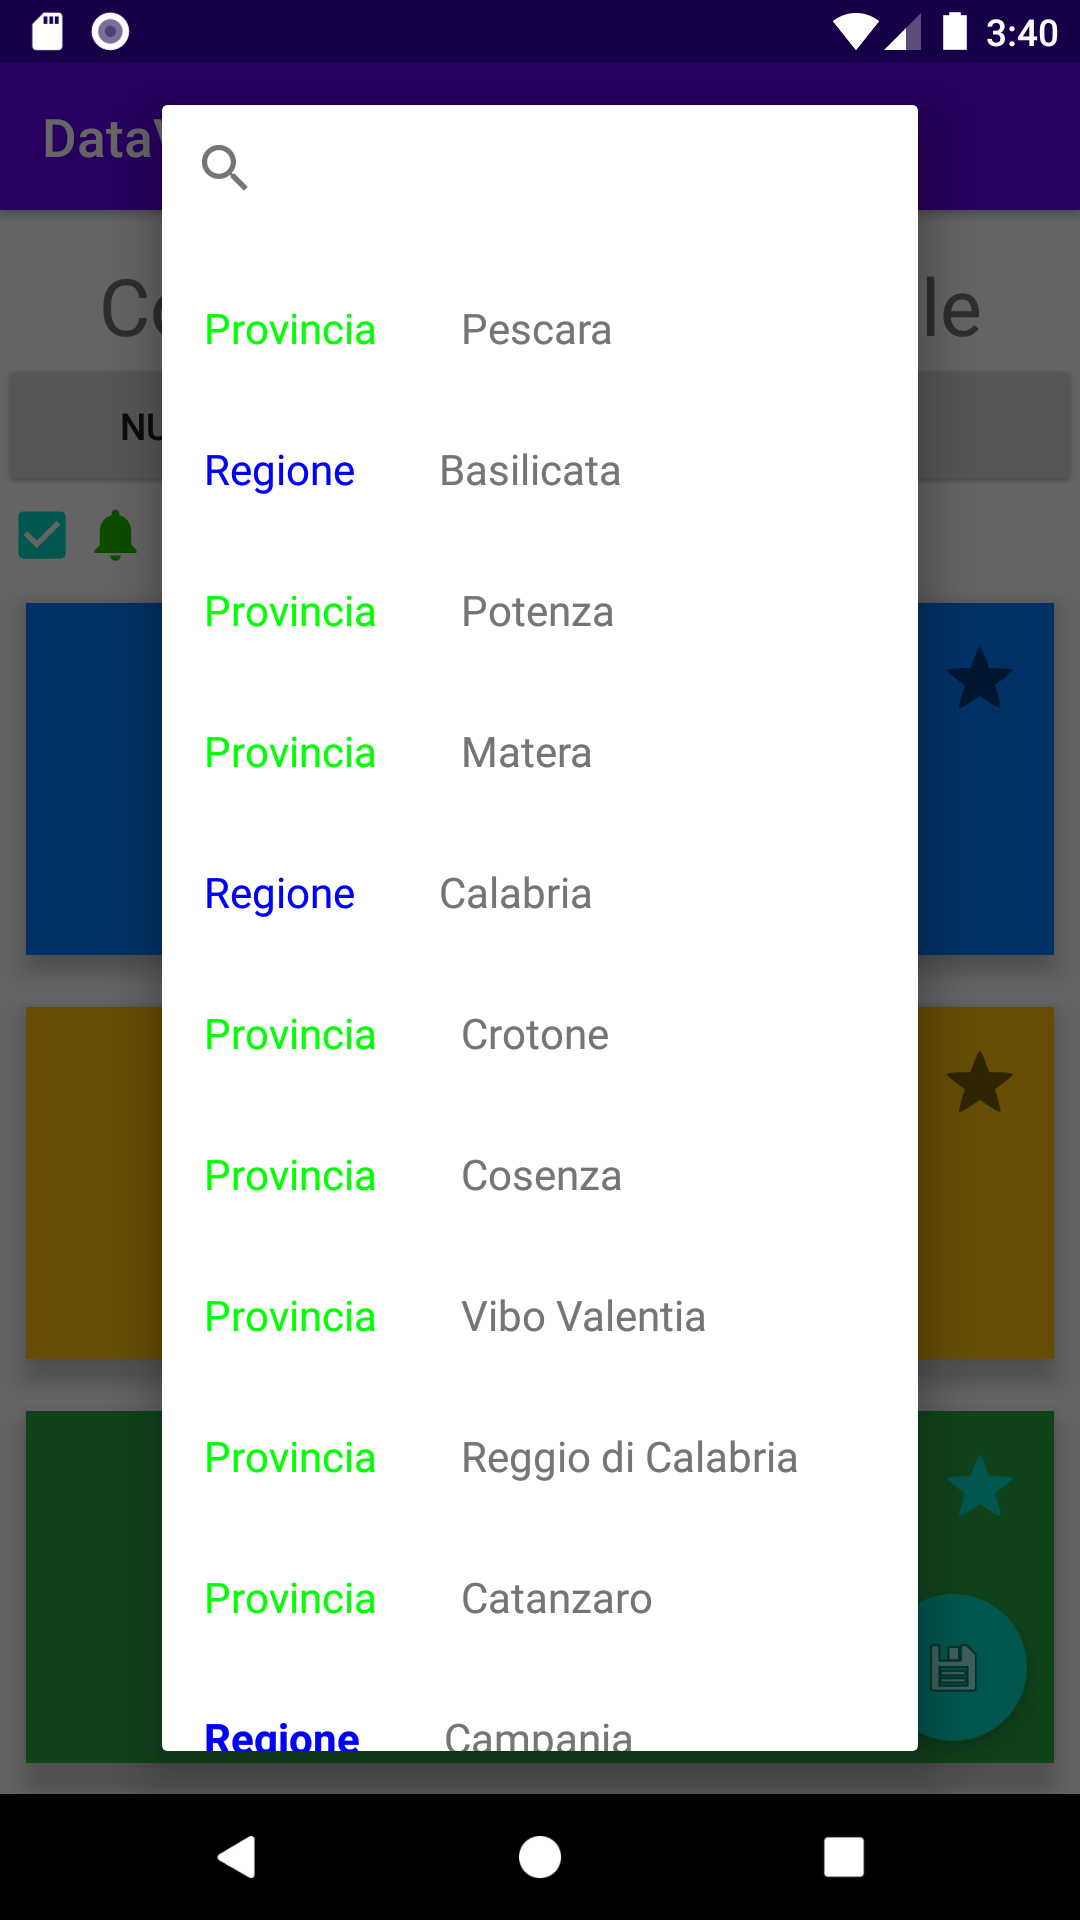 3:40
Data
Co le
NU
Provincia Pescara
Regione Basilicata
Provincia Potenza
Provincia Matera
Regione Calabria
Provincia Crotone
Provincia Cosenza
Provincia Vibo Valentia
Provincia Reggio di Calabria
Provincia Catanzaro
Regione Campania